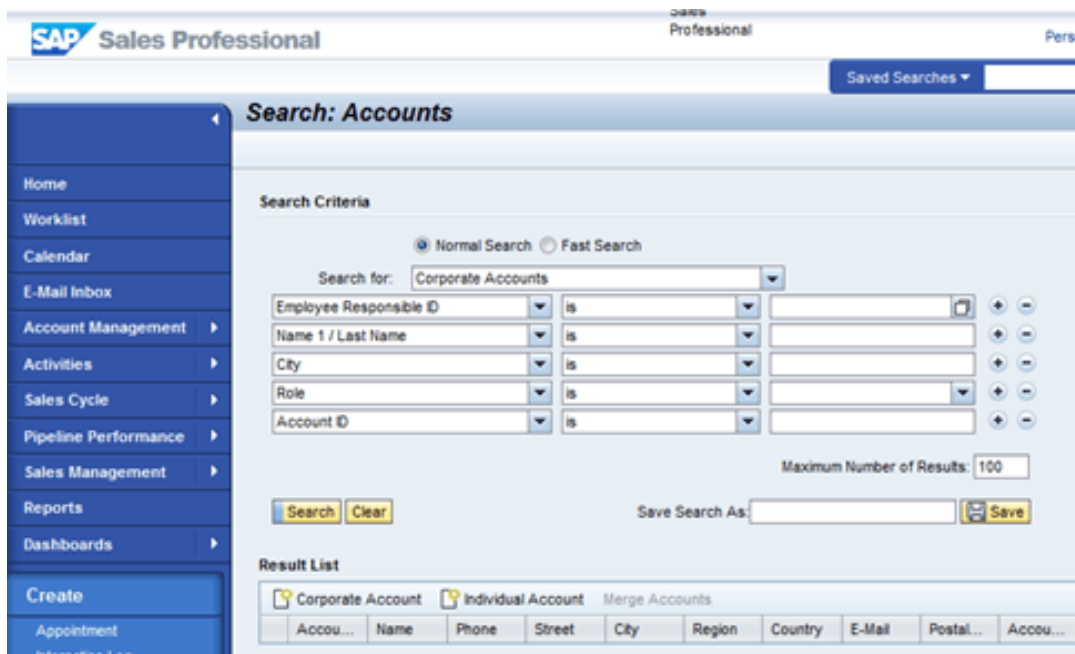 Sales
Professional
SAP Sales Professional
Pers
Saved Searches
Search: Accounts
Home
Worklist
Calendar
E-Mail Inbox
Account Management
Activities
Sales Cycle
Pipeline Performance
Sales Management
Reports
Dashboards
Create
Appointment
Search Criteria
Normal Search Fast Search
Search for: Corporate Accounts
Employee Responsible ID is
Name 1 / Last Name is
City is
Role is
Account ID is
Maximum Number of Results: 100
Search Clear Save Search As: Save
Result List
Corporate Account Individual Account Merge Accounts
Accou... Name Phone Street City Region Country E-Mail Postal... Accou...